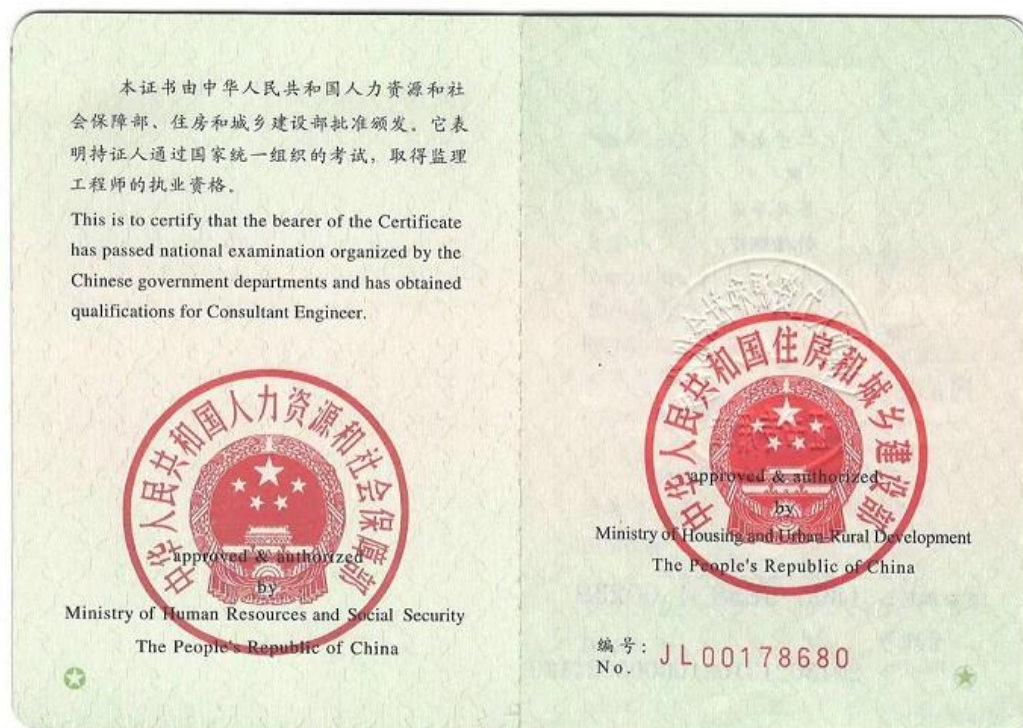 本证书由中华人民共和国人力资源和社
会保障部、住房和城乡建设部批准颁发。它表
明持证人通过国家统一组织的考试，取得监理
工程师的执业资格。
This is to certify that the bearer of the Certificate
has passed national examination organized by the
Chinese government departments and has obtained
qualifications for Consultant Engineer.
中华人民共和国人力资源和社会保障部
approved & authorized
by
Ministry of Human Resources and Social Security
The People's Republic of China
中华人民共和国住房和城乡建设部
approved & authorized
by
Ministry of Housing and Urban-Rural Development
The People's Republic of China
编号：
No. JL00178680